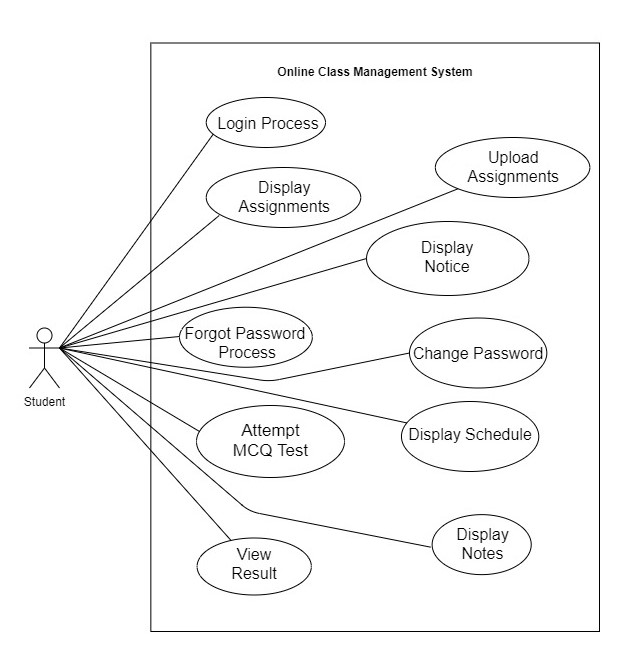 Online Class Management System
Login Process
Upload
Assignments
Display
Assignments
Display
Notice
Forgot Password
Process
Change Password
Student
Attempt
MCQ Test
Display Schedule
Display
Notes
View
Result